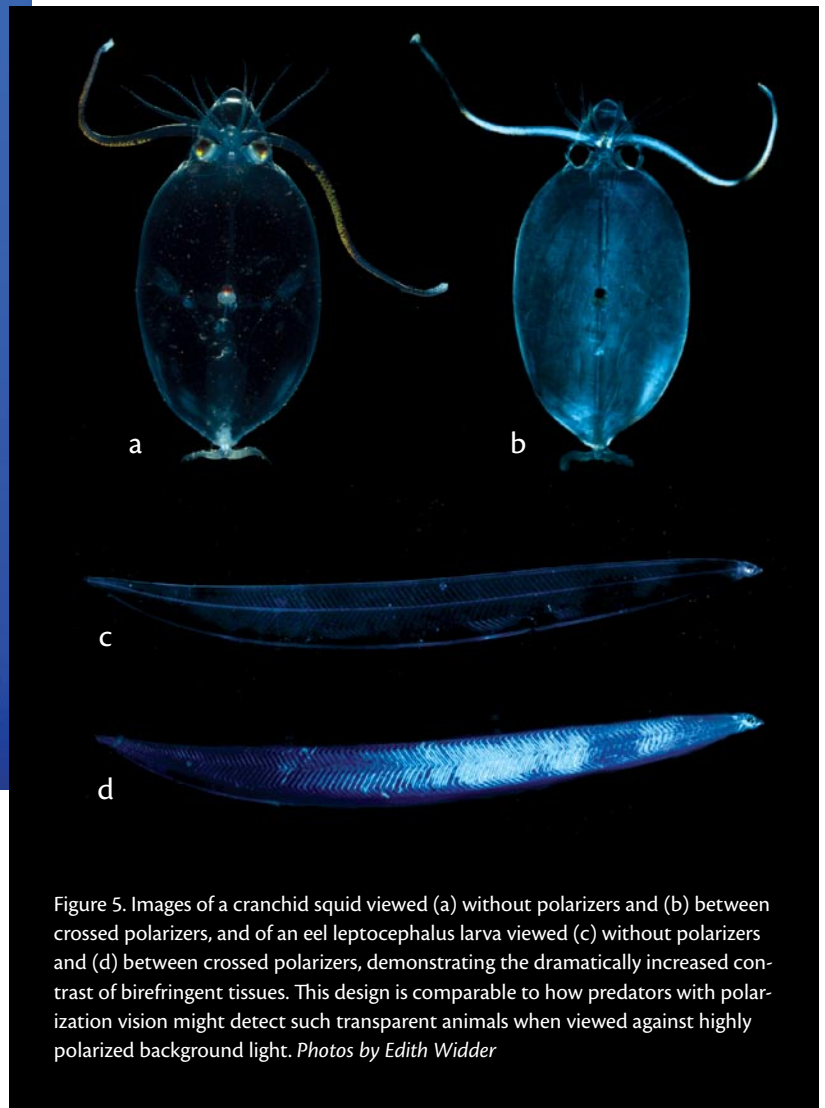 a
b
c
d
Figure 5. Images of a cranchid squid viewed (a) without polarizers and (b) between
crossed polarizers, and of an eel leptocephalus larva viewed (c) without polarizers
and (d) between crossed polarizers, demonstrating the dramatically increased con-
trast of birefringent tissues. This design is comparable to how predators with polar-
ization vision might detect such transparent animals when viewed against highly
polarized background light. Photos by Edith Widder